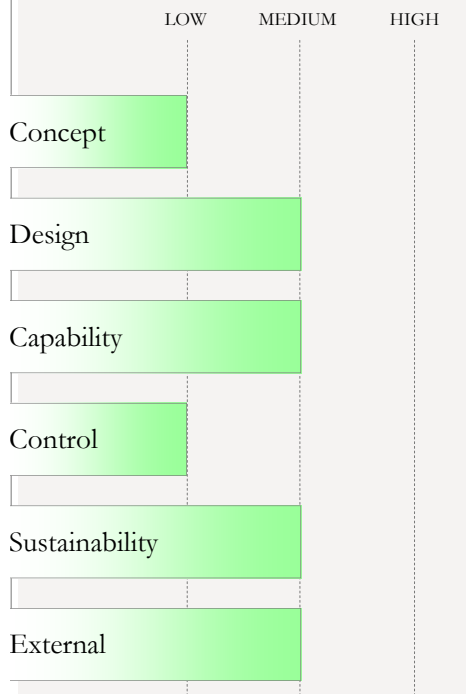 LOW MEDIUM HIGH
Concept
Design
Capability
Control
Sustainability
External